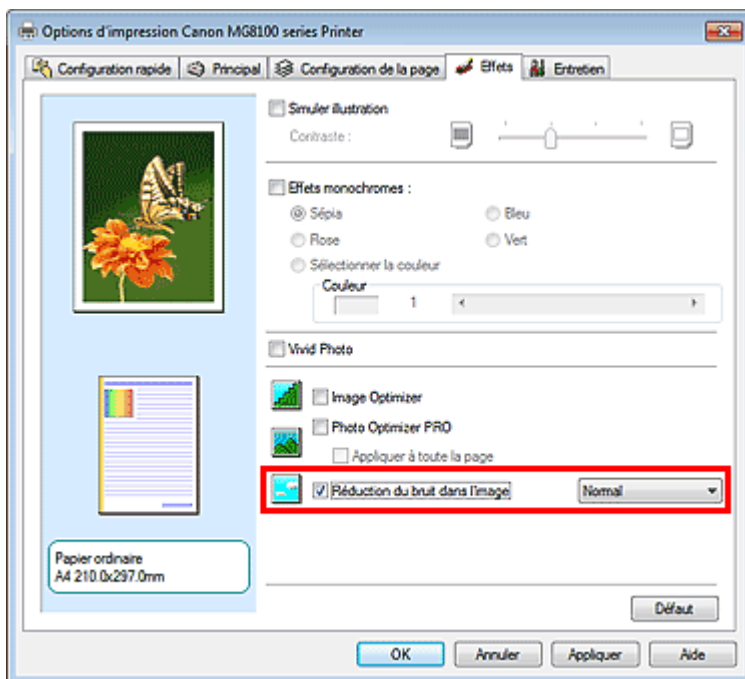 Options d'impression Canon MG8100 series Printer
Configuration rapide Principal Configuration de la page Effets Entretien
Simuler illustration
Contraste :
Effets monochromes :
Sépia Bleu
Rose Vert
Sélectionner la couleur
Couleur
1
Vivid Photo
Image Optimizer
Photo Optimizer PRO
Appliquer à toute la page
Réduction du bruit dans l'image Normal
Papier ordinaire
A4 210.0x297.0mm
Défaut
OK Annuler Appliquer Aide